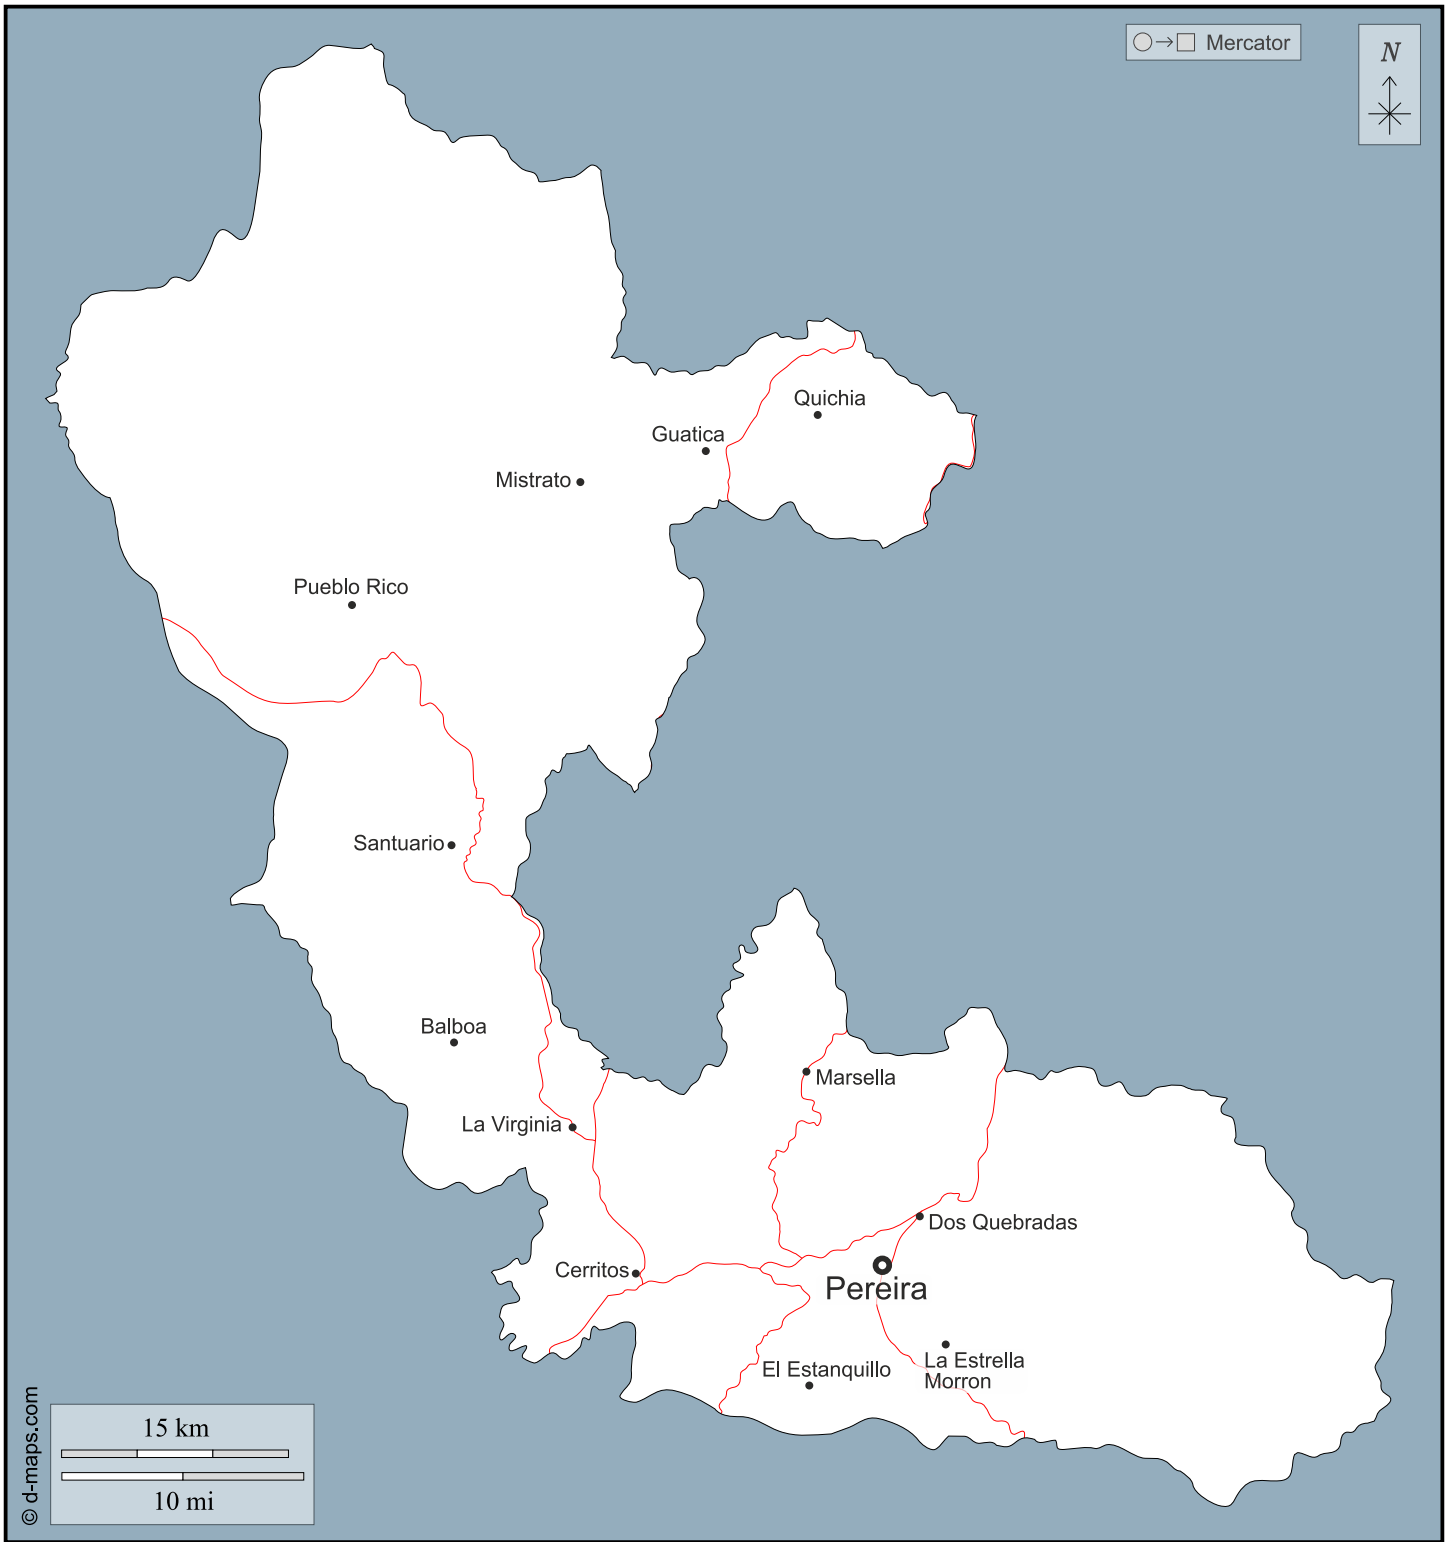 Mercator
N
Quichia
Guatica
Mistrato
Pueblo Rico
Santuario
Balboa
Marsella
La Virginia
Dos Quebradas
Cerritos
Pereira
La Estrella
Morron
El Estanquillo
15 km
10 mi
© d-maps.com